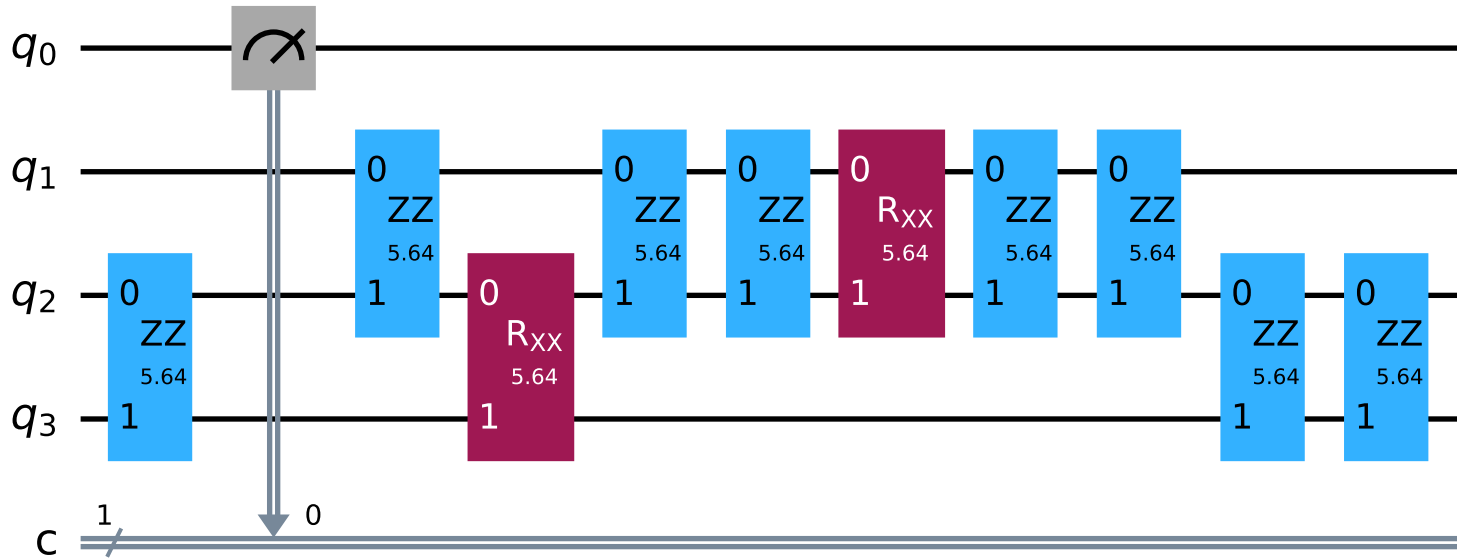 q0
0 0 0 0 0 0
q1
ZZ ZZ ZZ RXX ZZ ZZ
5.64 5.64 5.64 5.64 5.64 5.64
q2
0 1 0 1 1 1 1 1 0 0
ZZ RXX ZZ ZZ
5.64 5.64 5.64 5.64
q3
1 1 1 1
1 0
c